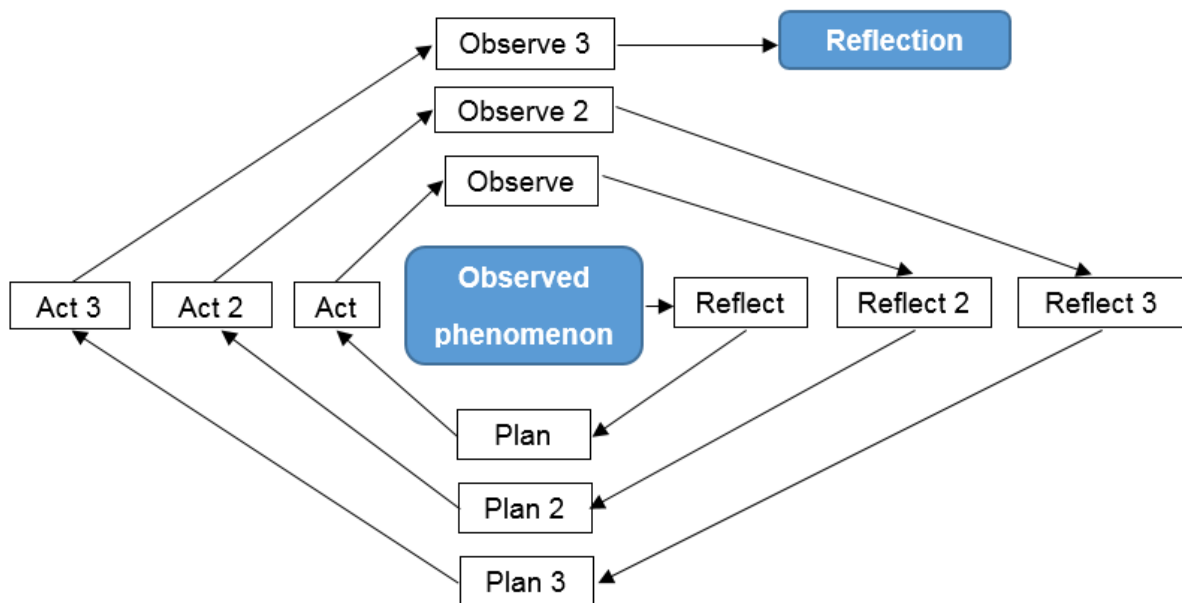 Observe 3
Reflection
Observe 2
Observe
Observed
phenomenon
Act 3
Act 2
Act
Reflect
Reflect 2
Reflect 3
Plan
Plan 2
Plan 3